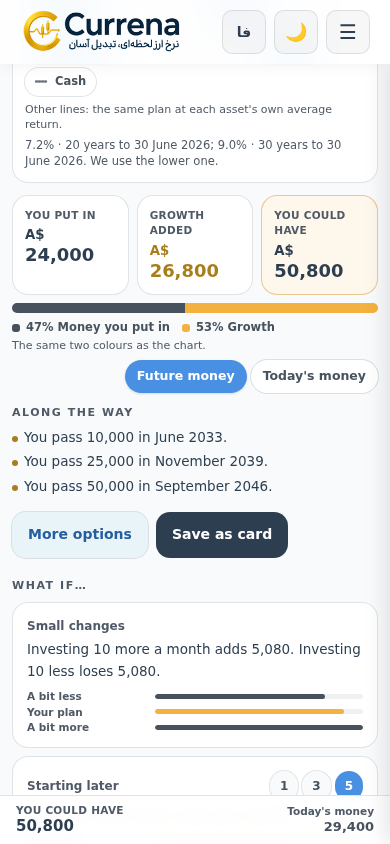 Currena
نرخ ارز لحظه‌ای، تبدیل آسان
فا
Cash
Other lines: the same plan at each asset's own average
return.
7.2% · 20 years to 30 June 2026; 9.0% · 30 years to 30
June 2026. We use the lower one.
YOU PUT IN
A$
24,000
GROWTH
ADDED
A$
26,800
YOU COULD
HAVE
A$
50,800
47% Money you put in 53% Growth
The same two colours as the chart.
Future money
Today's money
ALONG THE WAY
You pass 10,000 in June 2033.
You pass 25,000 in November 2039.
You pass 50,000 in September 2046.
More options
Save as card
WHAT IF…
Small changes
Investing 10 more a month adds 5,080. Investing
10 less loses 5,080.
A bit less
Your plan
A bit more
Starting later
1 3 5
YOU COULD HAVE
50,800
Today's money
29,400